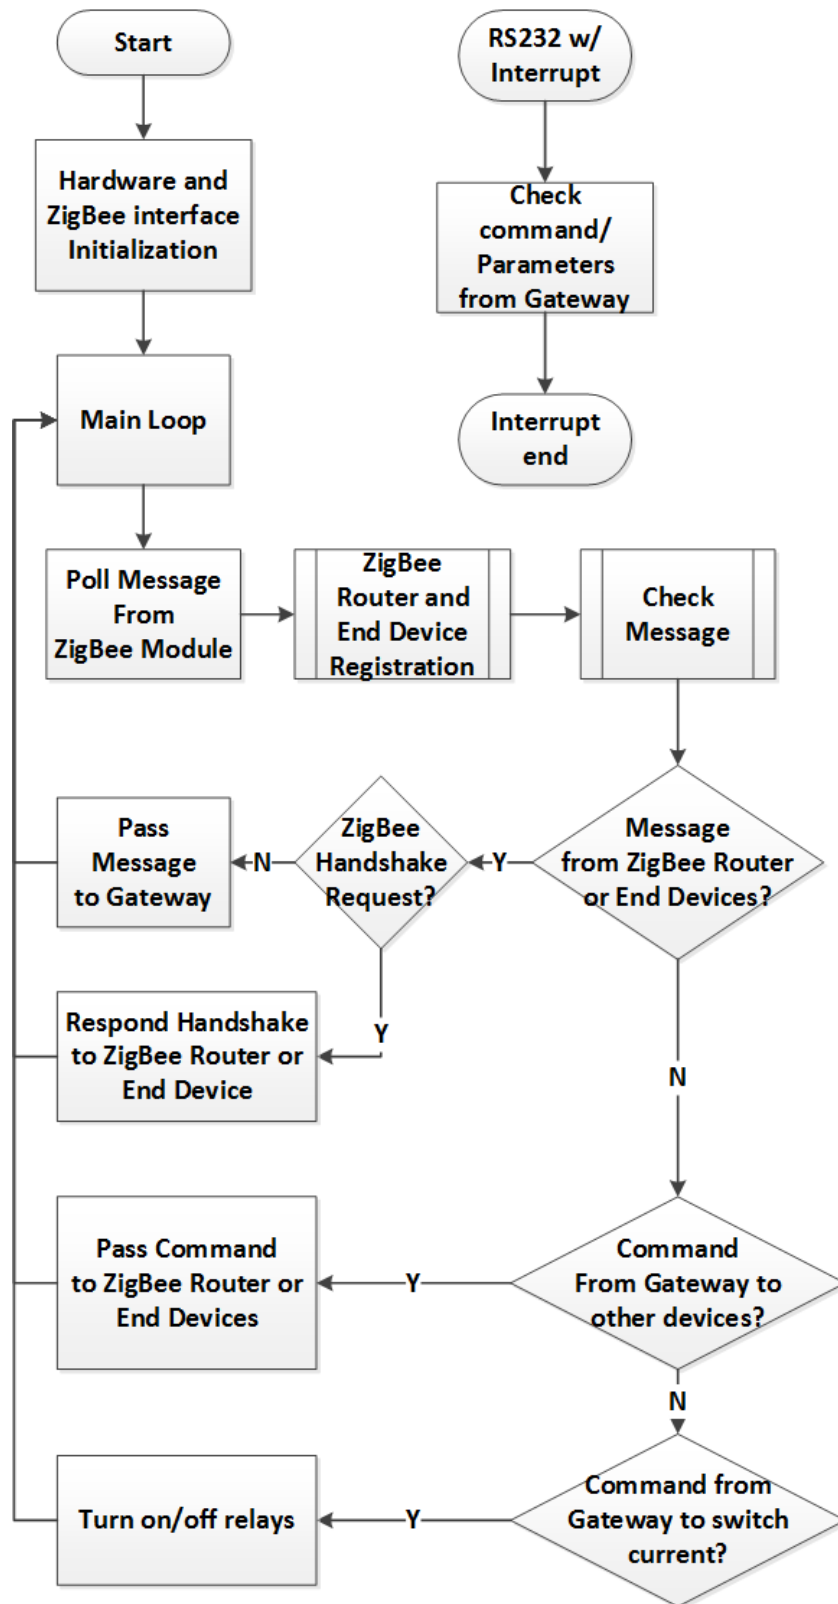 Start
RS232 w/
Interrupt
Hardware and
ZigBee interface
Initialization
Check
command/
Parameters
from Gateway
Main Loop
Interrupt
end
Poll Message
From
ZigBee Module
ZigBee
Router and
End Device
Registration
Check
Message
Pass
Message
to Gateway
N
ZigBee
Handshake
Request?
Y
Message
from ZigBee Router
or End Devices?
Respond Handshake
to ZigBee Router or
End Device
Y
N
Pass Command
to ZigBee Router or
End Devices
Y
Command
From Gateway to
other devices?
N
Turn on/off relays
Y
Command from
Gateway to switch
current?